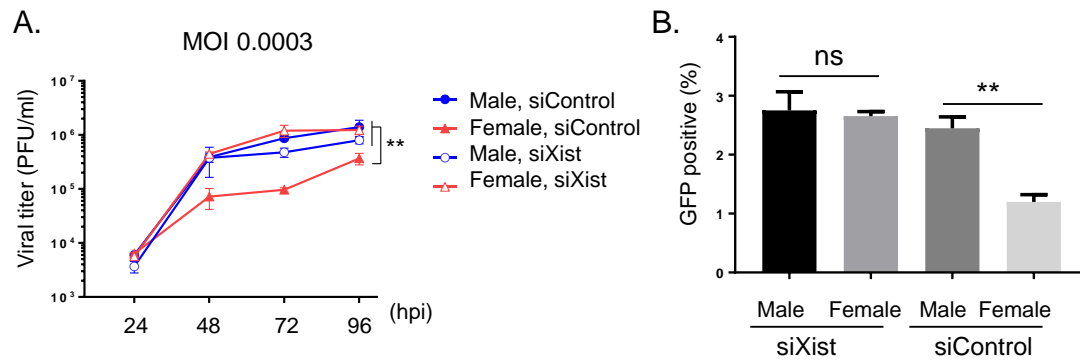 A.
MOI 0.0003
Viral titer (PFU/ml)
10⁷
10⁶
10⁵
10⁴
10³
24 48 72 96 (hpi)
Male, siControl
Female, siControl
Male, siXist
Female, siXist
**
B.
GFP positive (%)
4
3
2
1
0
ns
**
Male Female Male Female
siXist siControl